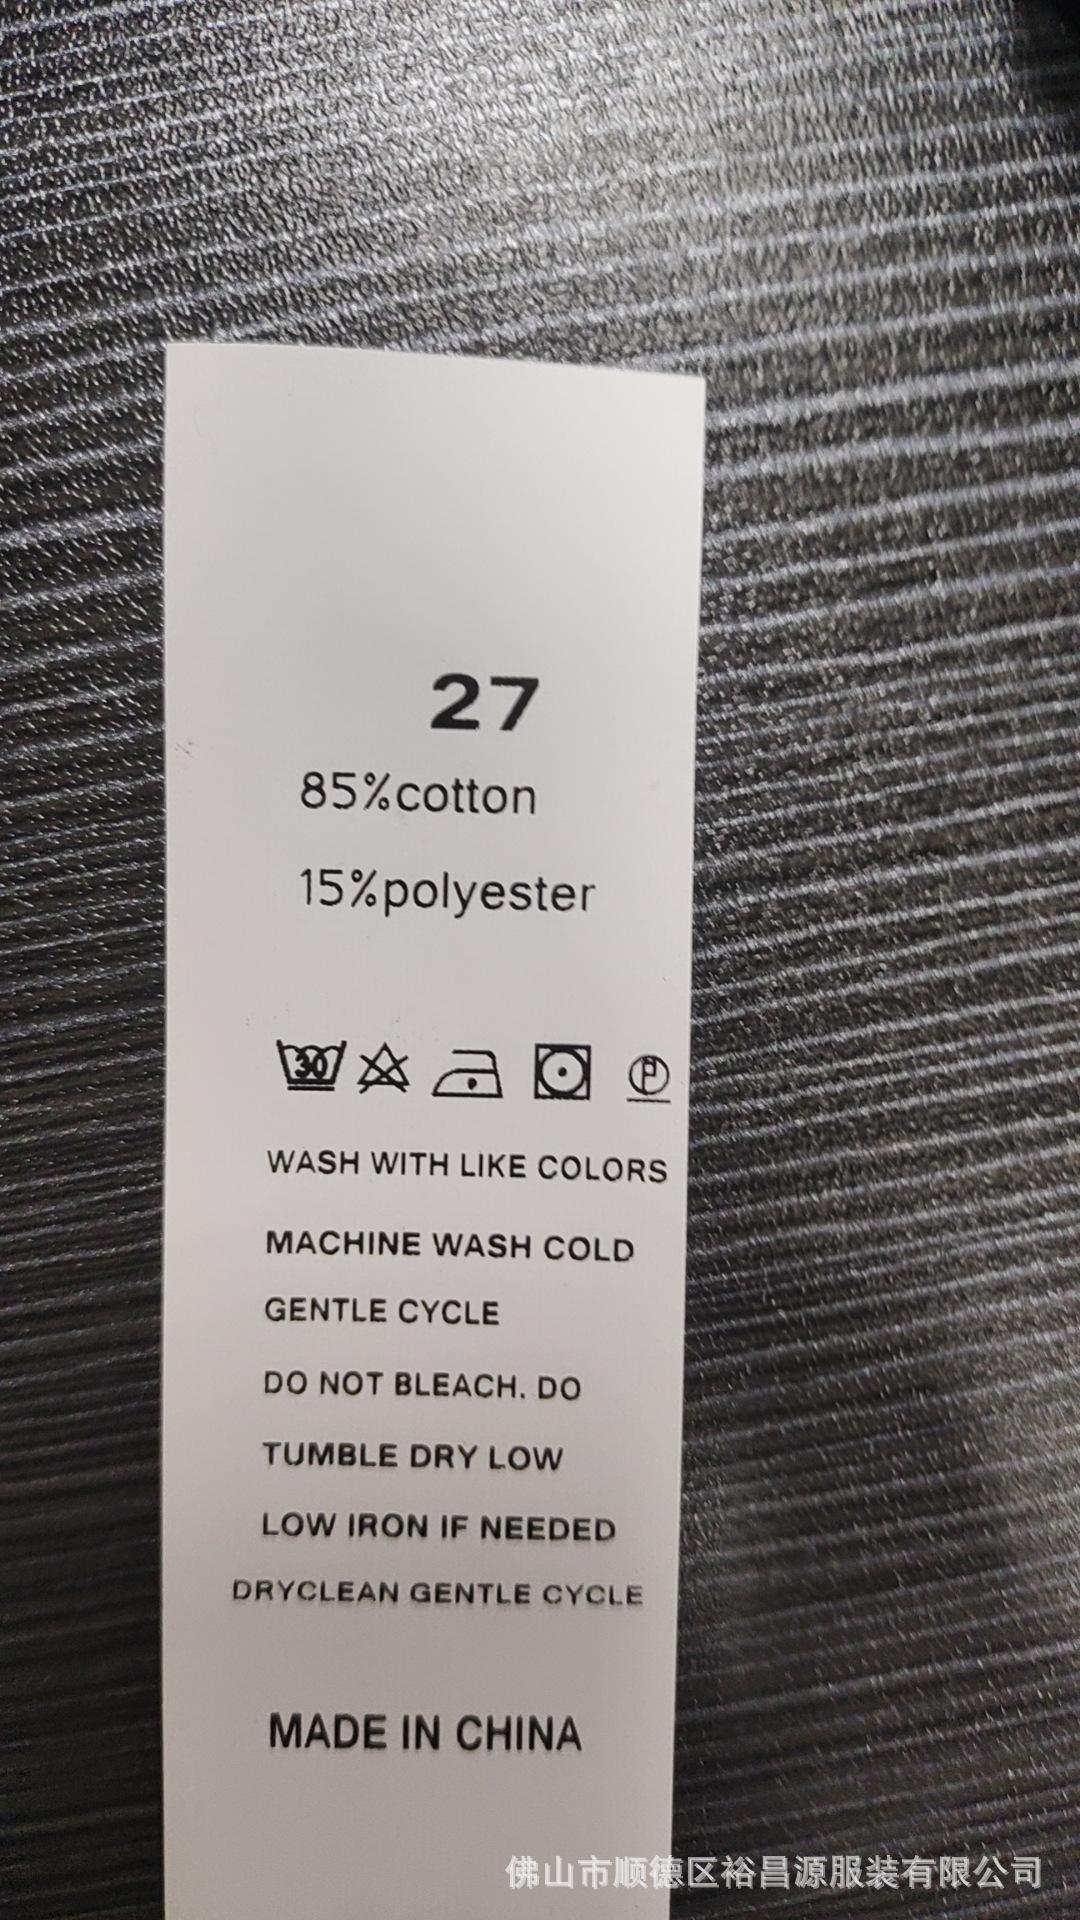 27
85%cotton
15%polyester
30 P
WASH WITH LIKE COLORS
MACHINE WASH COLD
GENTLE CYCLE
DO NOT BLEACH. DO
TUMBLE DRY LOW
LOW IRON IF NEEDED
DRYCLEAN GENTLE CYCLE
MADE IN CHINA
佛山市顺德区裕昌源服装有限公司